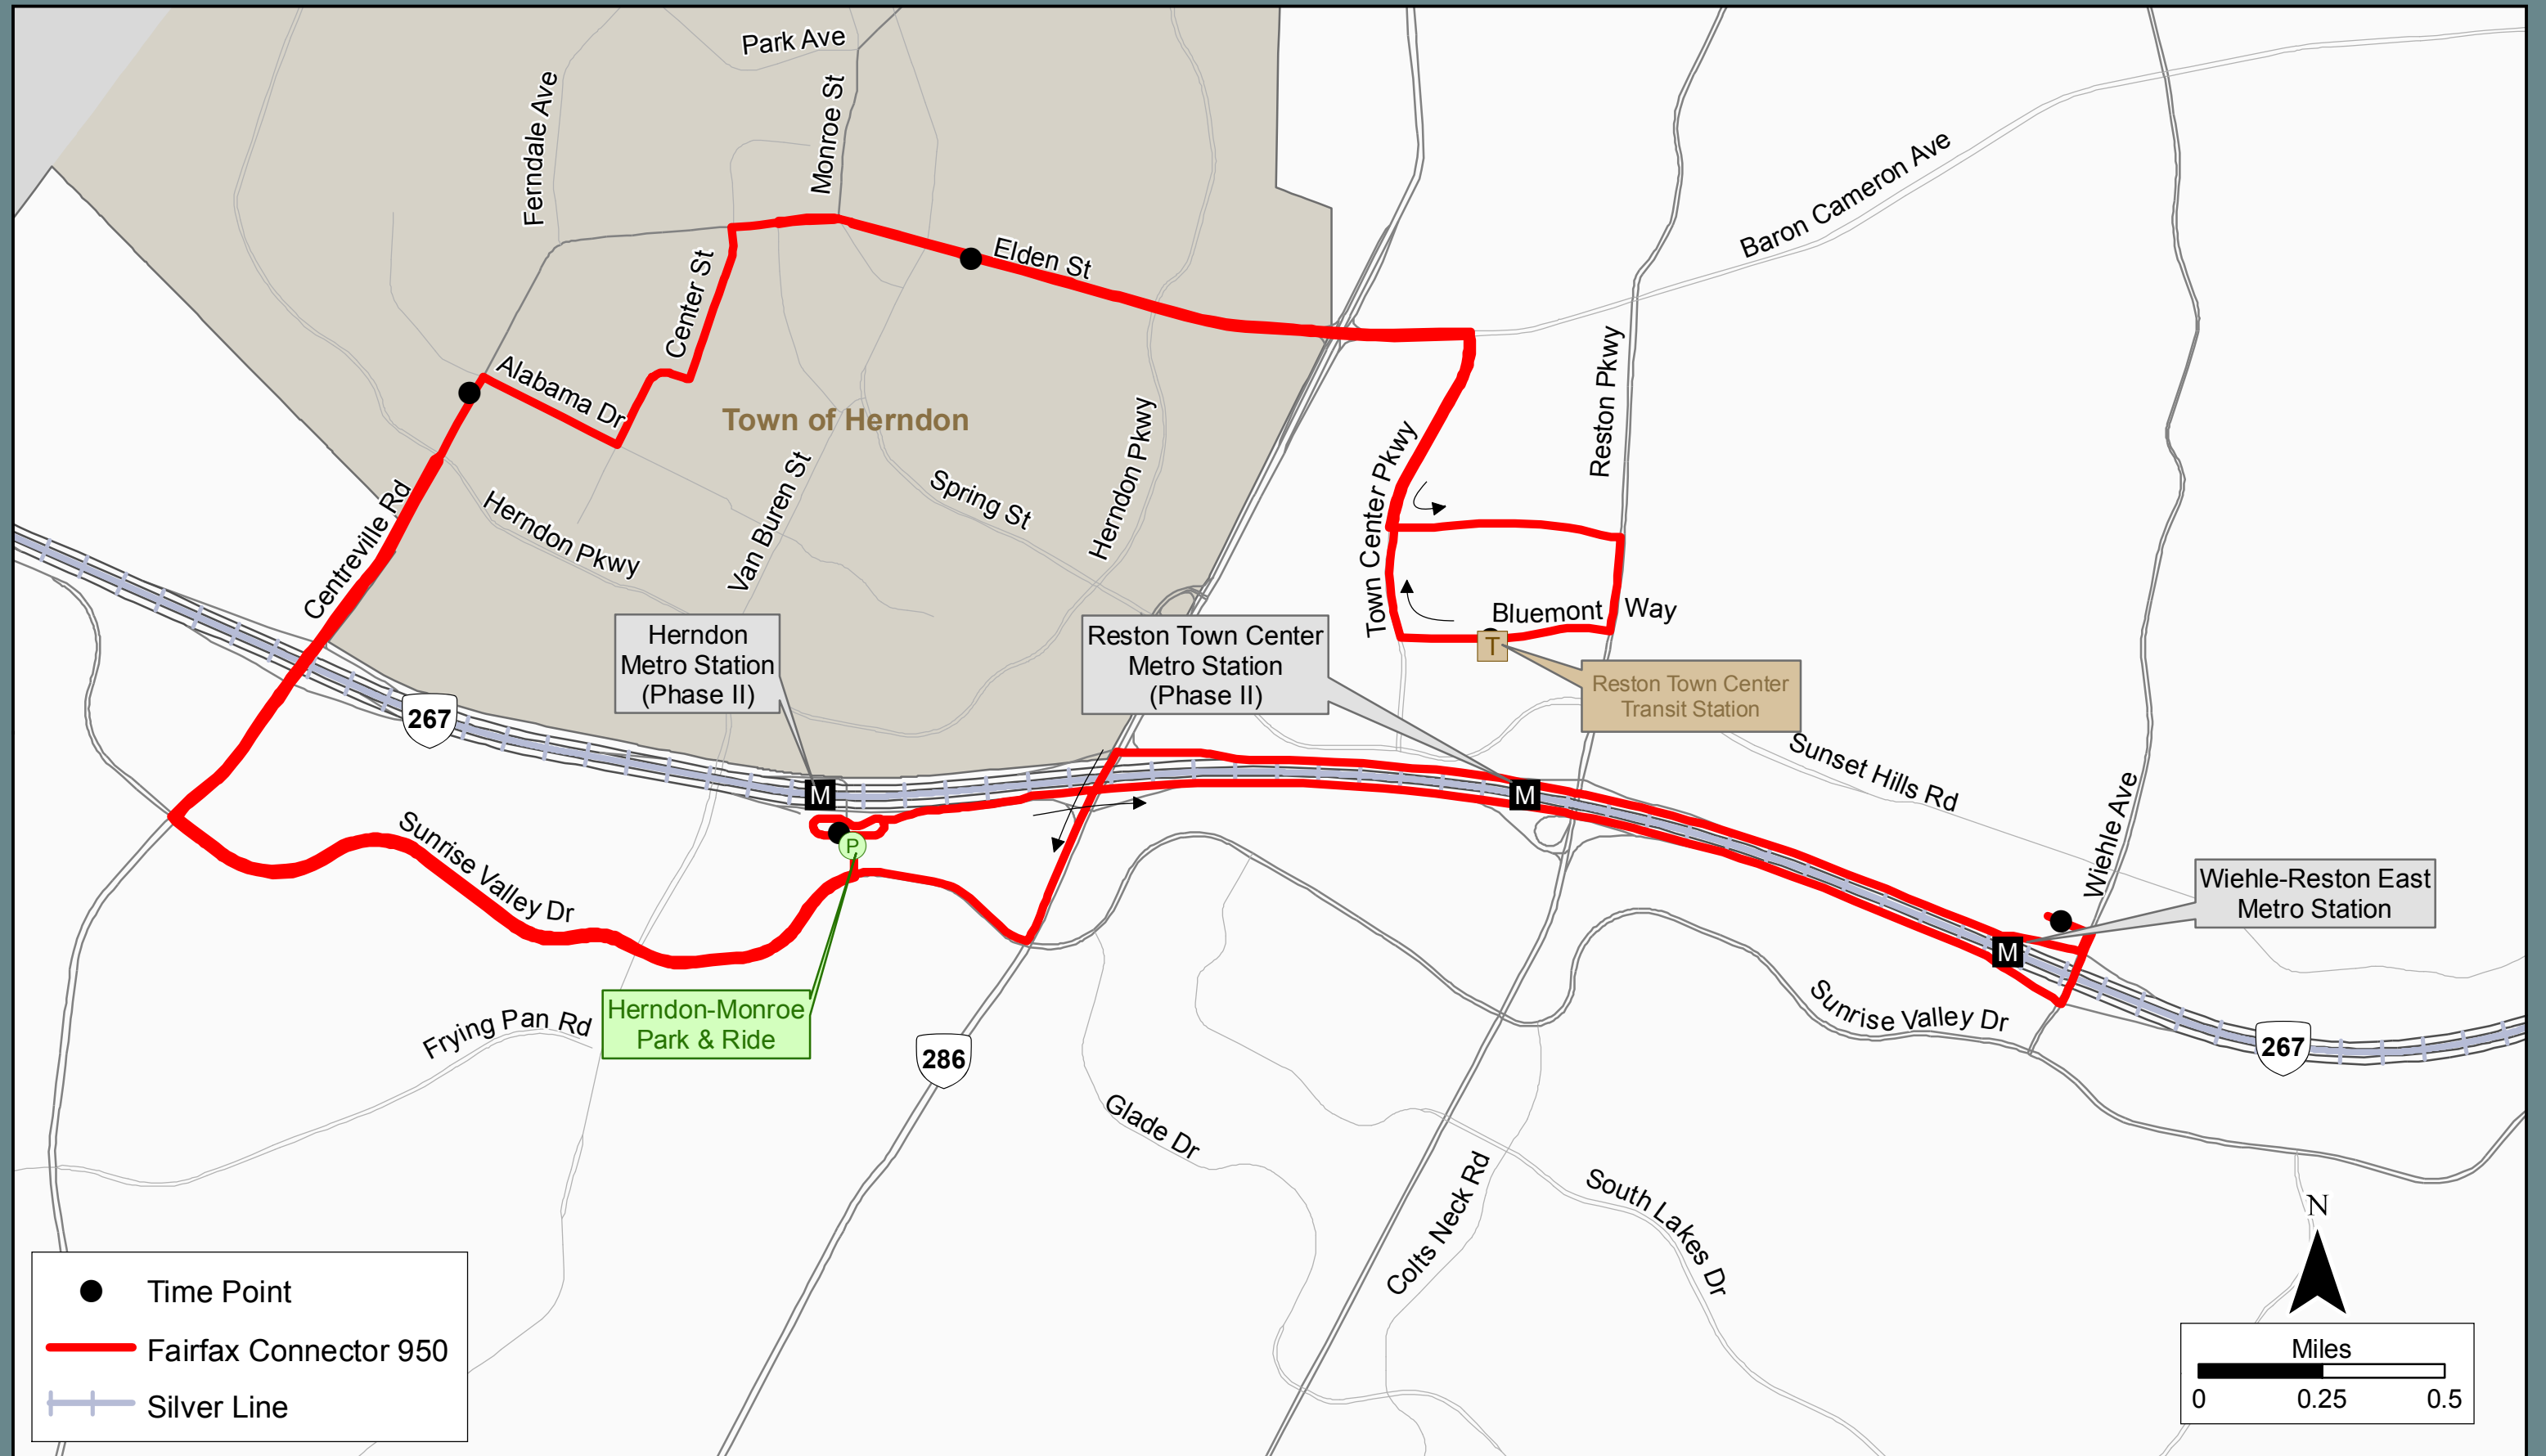 Park Ave
Ferndale Ave
Monroe St
Baron Cameron Ave
Elden St
Center St
Alabama Dr
Town of Herndon
Reston Pkwy
Town Center Pkwy
Herndon Pkwy
Spring St
Van Buren St
Centreville Rd
Herndon Pkwy
Bluemont Way
T
Herndon
Metro Station
(Phase II)
Reston Town Center
Metro Station
(Phase II)
Reston Town Center
Transit Station
267
Sunset Hills Rd
M
M
Wiehle Ave
P
Sunrise Valley Dr
Wiehle-Reston East
Metro Station
M
Herndon-Monroe
Park & Ride
Frying Pan Rd
286
Sunrise Valley Dr
267
Glade Dr
Colts Neck Rd
South Lakes Dr
N
Time Point
Fairfax Connector 950
Silver Line
Miles
0 0.25 0.5